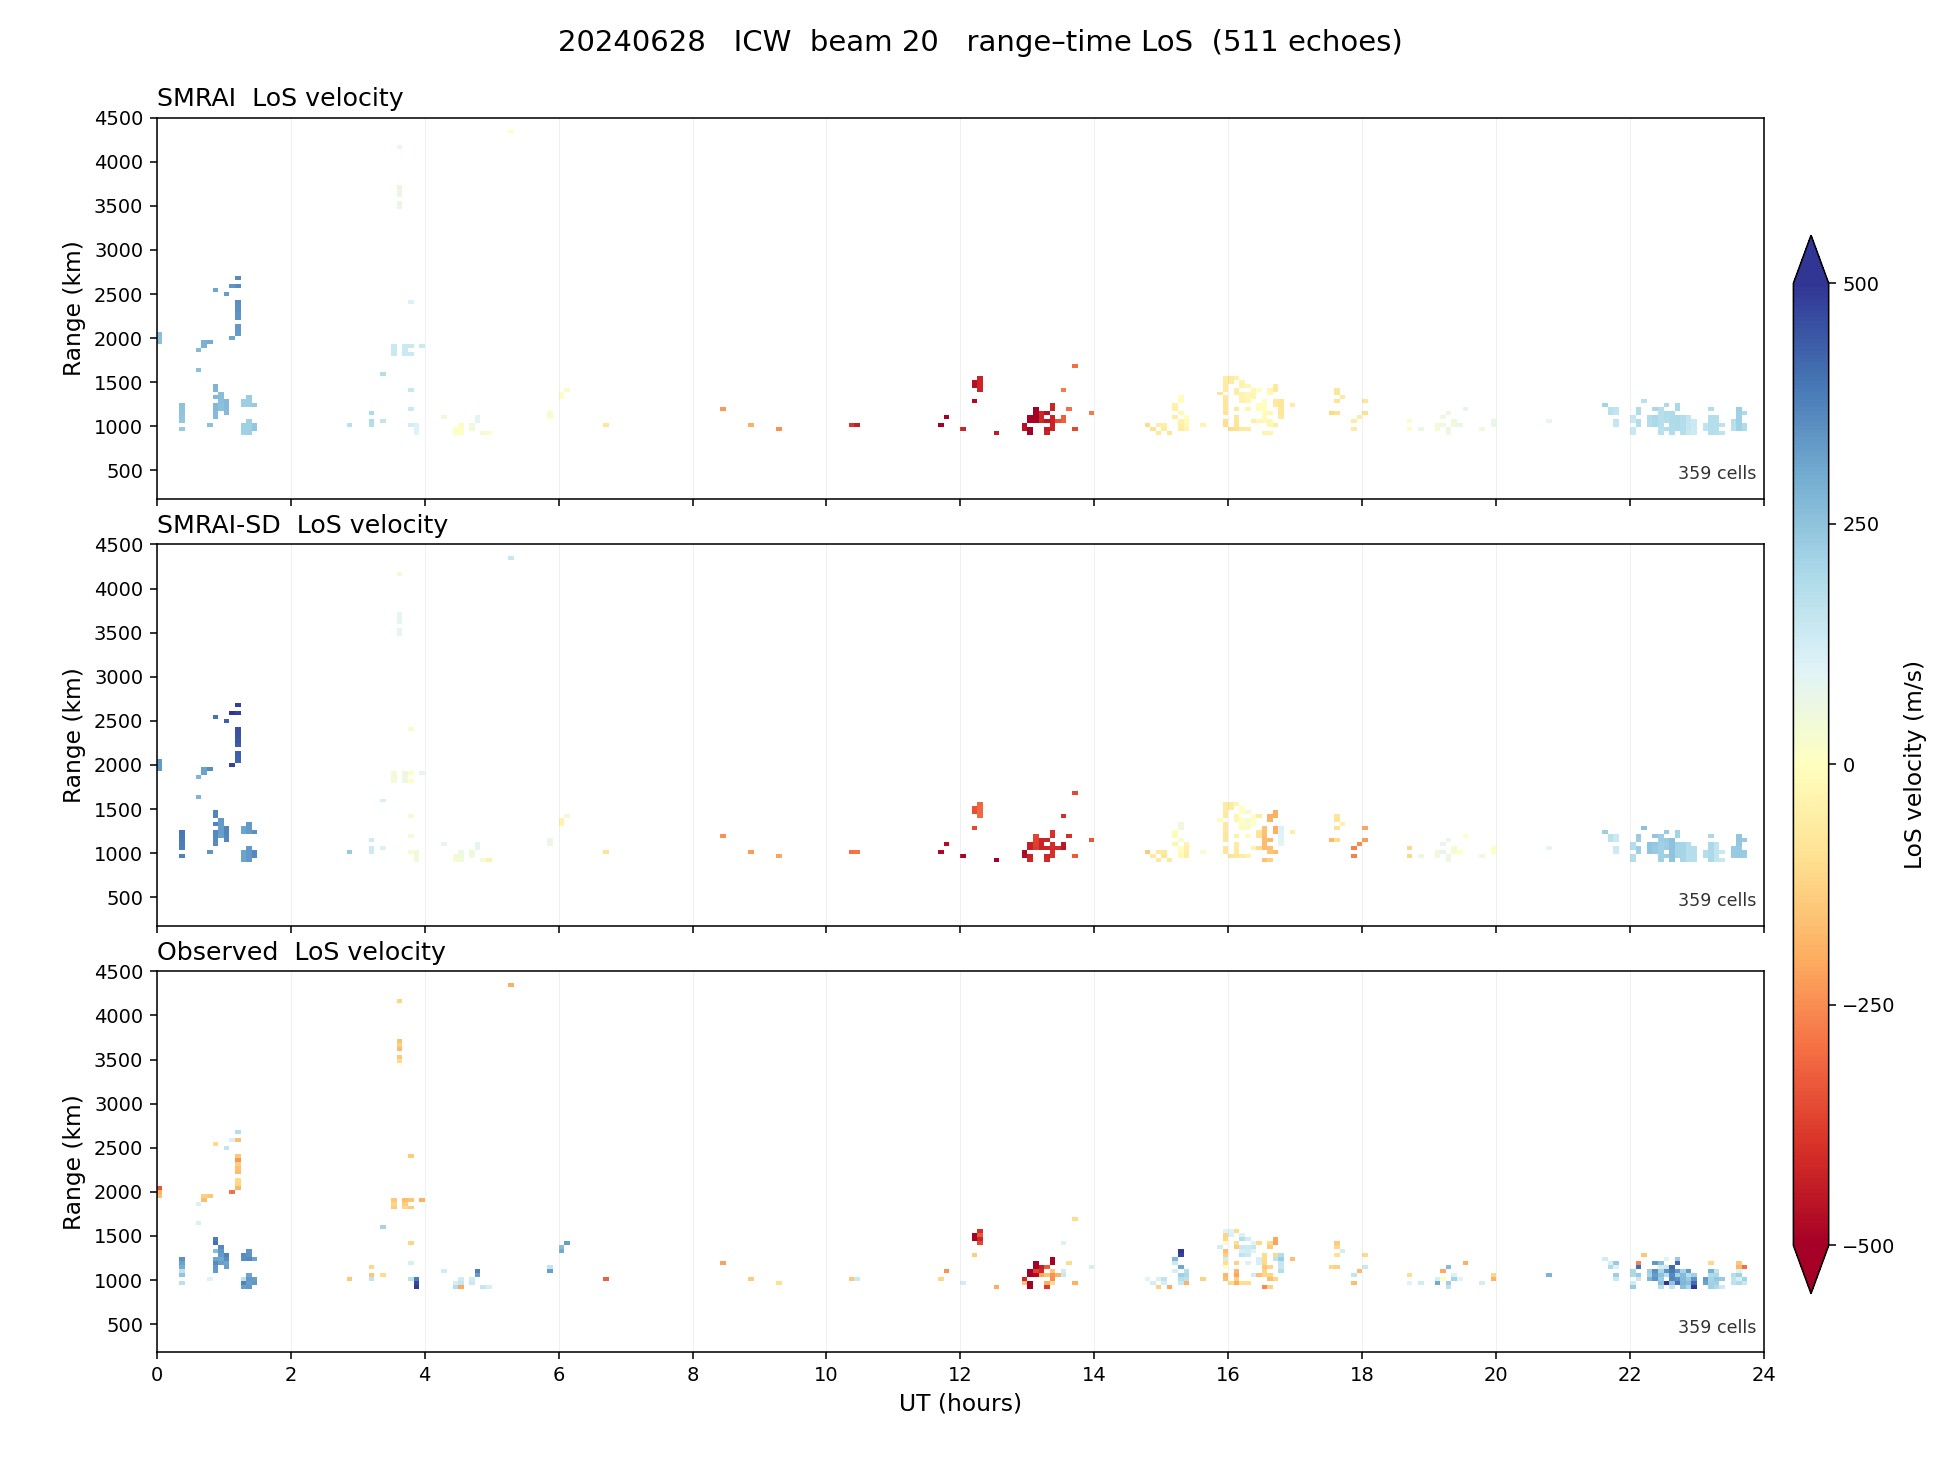 20240628   ICW  beam 20   range–time LoS  (511 echoes)
SMRAI  LoS velocity
4500
4000
3500
3000
2500
2000
1500
1000
500
Range (km)
359 cells
SMRAI-SD  LoS velocity
4500
4000
3500
3000
2500
2000
1500
1000
500
Range (km)
359 cells
Observed  LoS velocity
4500
4000
3500
3000
2500
2000
1500
1000
500
Range (km)
359 cells
0 2 4 6 8 10 12 14 16 18 20 22 24
UT (hours)
500
250
0
−250
−500
LoS velocity (m/s)